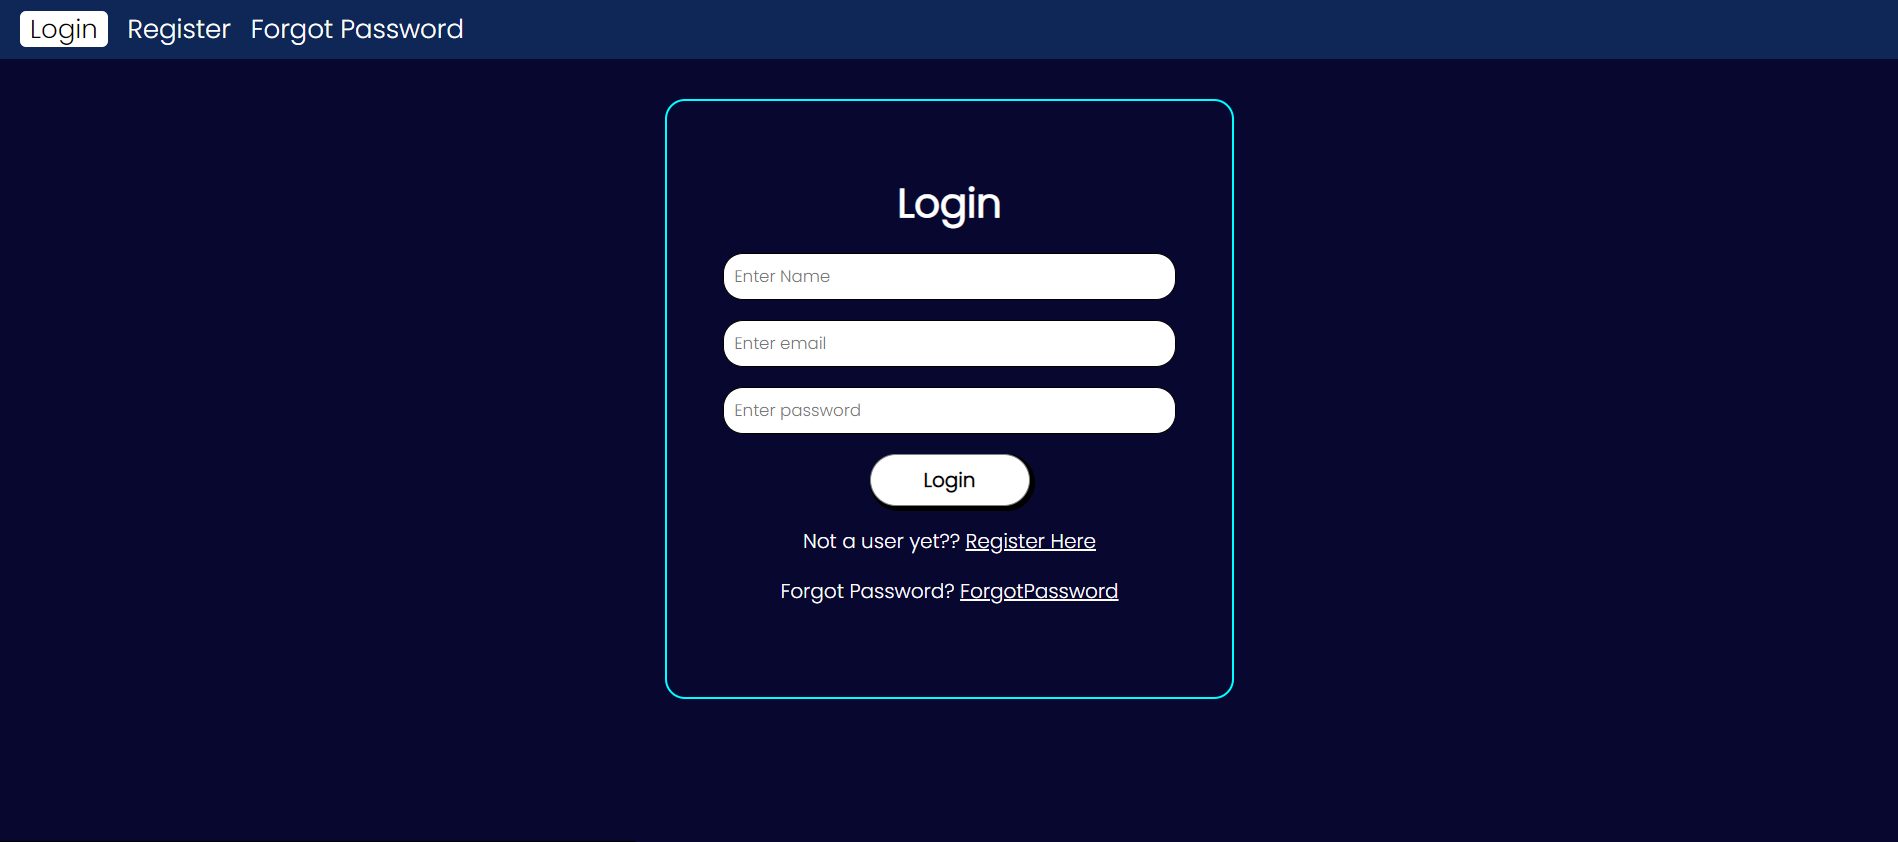 Login Register Forgot Password
Login
Enter Name
Enter email
Enter password
Login
Not a user yet?? Register Here
Forgot Password? ForgotPassword